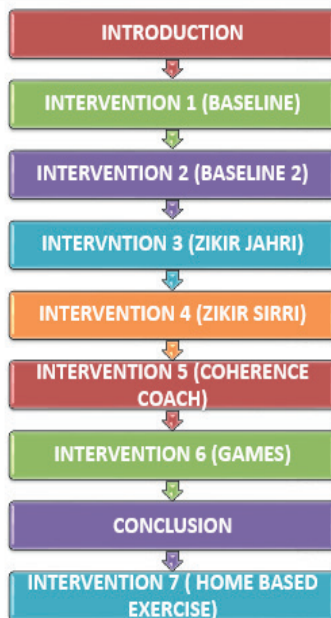 INTRODUCTION
INTERVENTION 1 (BASELINE)
INTERVENTION 2 (BASELINE 2)
INTERVNTION 3 (ZIKIR JAHRI)
INTERVENTION 4 (ZIKIR SIRRI)
INTERVENTION 5 (COHERENCE
COACH)
INTERVENTION 6 (GAMES)
CONCLUSION
INTERVENTION 7 ( HOME BASED
EXERCISE)